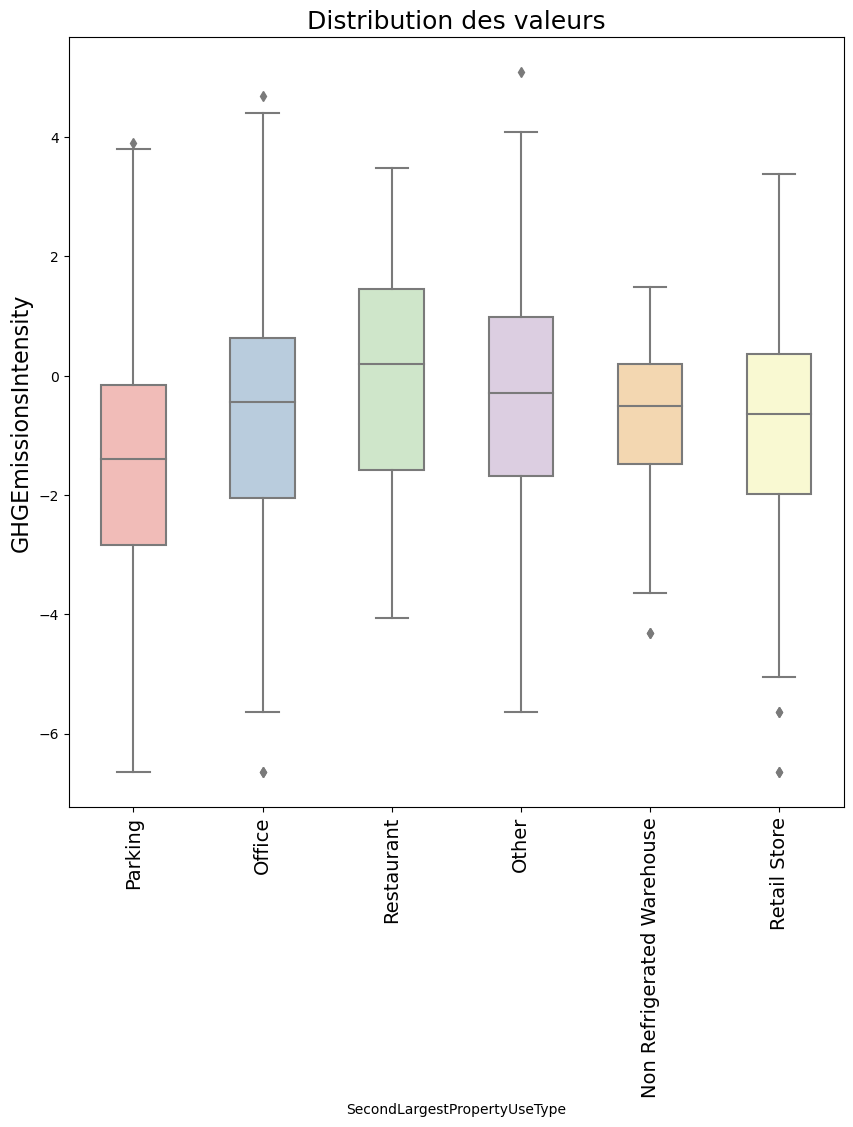 Distribution des valeurs
GHGEmissionsIntensity
4
2
0
−2
−4
−6
Parking
Office
Restaurant
Other
Non Refrigerated Warehouse
Retail Store
SecondLargestPropertyUseType